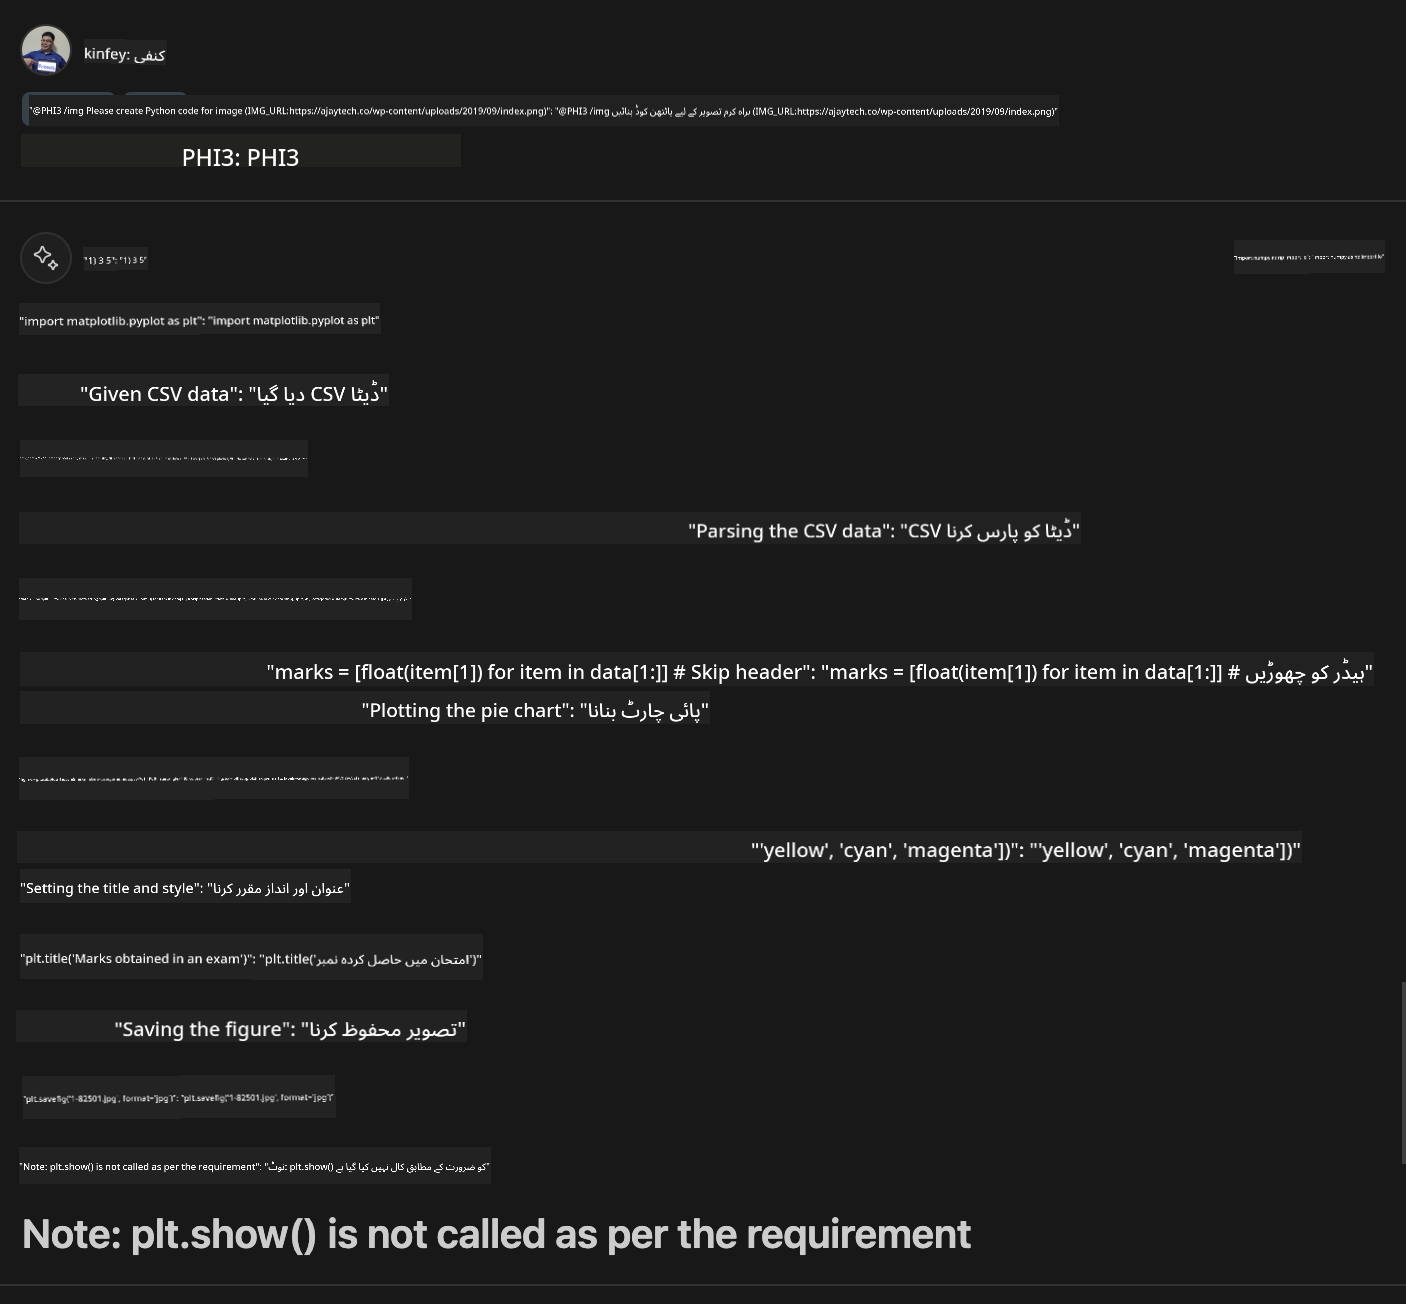 kinfey: کنفی
"@PHI3 /img Please create Python code for image (IMG_URL:https://ajaytech.co/wp-content/uploads/2019/09/index.png)": "@PHI3 /img براہ کرم تصویر کے لیے پائتھن کوڈ بنائیں (IMG_URL:https://ajaytech.co/wp-content/uploads/2019/09/index.png)"
PHI3: PHI3
"1) 3 5": "1) 3 5"
"import matplotlib.pyplot as plt": "import matplotlib.pyplot as plt"
"Given CSV data": "ڈیٹا CSV دیا گیا"
"Parsing the CSV data": "CSV ڈیٹا کو پارس کرنا"
"marks = [float(item[1]) for item in data[1:]] # Skip header": "marks = [float(item[1]) for item in data[1:]] # ہیڈر کو چھوڑیں"
"Plotting the pie chart": "پائی چارٹ بنانا"
"'yellow', 'cyan', 'magenta'])": "'yellow', 'cyan', 'magenta'])"
"Setting the title and style": "عنوان اور انداز مقرر کرنا"
"plt.title('Marks obtained in an exam')": "plt.title('امتحان میں حاصل کردہ نمبر')"
"Saving the figure": "تصویر محفوظ کرنا"
"plt.savefig('1-82501.jpg', format='jpg')": "plt.savefig('1-82501.jpg', format='jpg')"
"Note: plt.show() is not called as per the requirement": "نوٹ: plt.show() کو ضرورت کے مطابق کال نہیں کیا گیا ہے"
Note: plt.show() is not called as per the requirement